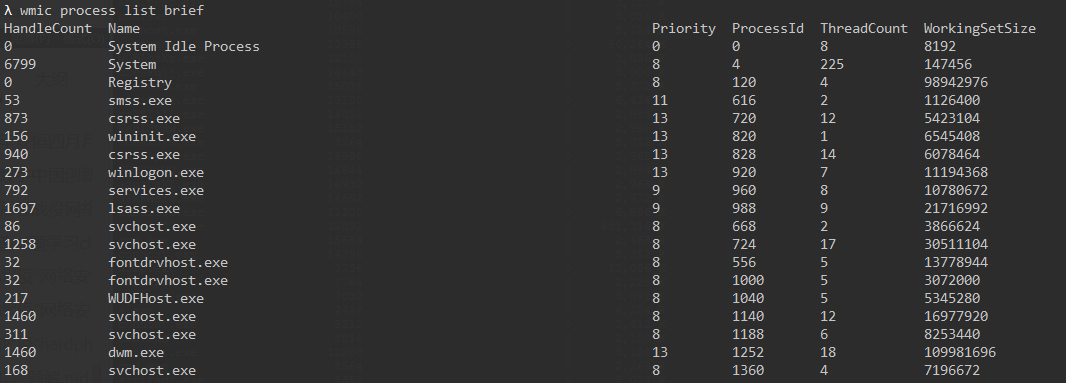 λ wmic process list brief
HandleCount Name Priority ProcessId ThreadCount WorkingSetSize
0 System Idle Process 0 0 8 8192
6799 System 8 4 225 147456
0 Registry 8 120 4 98942976
53 smss.exe 11 616 2 1126400
873 csrss.exe 13 720 12 5423104
156 wininit.exe 13 820 1 6545408
940 csrss.exe 13 828 14 6078464
273 winlogon.exe 13 920 7 11194368
792 services.exe 9 960 8 10780672
1697 lsass.exe 9 988 9 21716992
86 svchost.exe 8 668 2 3866624
1258 svchost.exe 8 724 17 30511104
32 fontdrvhost.exe 8 556 5 13778944
32 fontdrvhost.exe 8 1000 5 3072000
217 WUDFHost.exe 8 1040 5 5345280
1460 svchost.exe 8 1140 12 16977920
311 svchost.exe 8 1188 6 8253440
1460 dwm.exe 13 1252 18 109981696
168 svchost.exe 8 1360 4 7196672